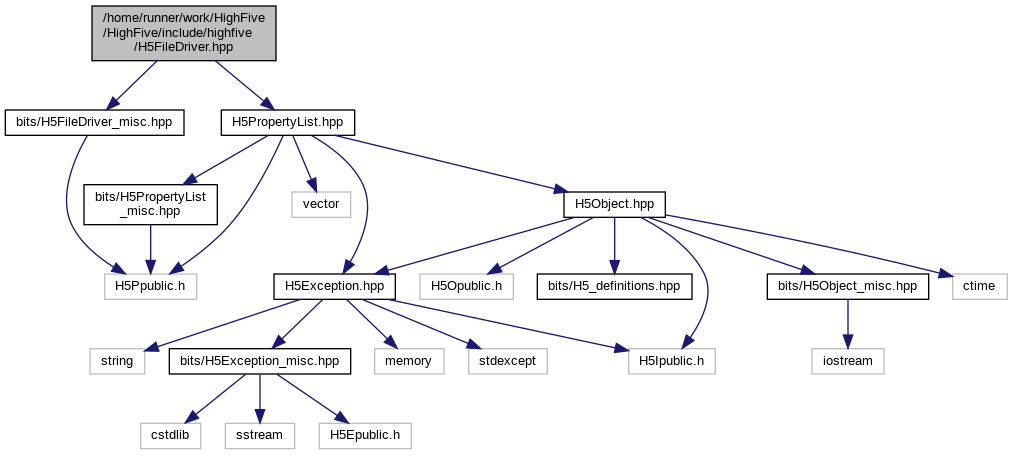 /home/runner/work/HighFive
/HighFive/include/highfive
/H5FileDriver.hpp
bits/H5FileDriver_misc.hpp
H5PropertyList.hpp
bits/H5PropertyList
_misc.hpp
vector
H5Object.hpp
H5Ppublic.h
H5Exception.hpp
H5Opublic.h
bits/H5_definitions.hpp
bits/H5Object_misc.hpp
ctime
string
bits/H5Exception_misc.hpp
memory
stdexcept
H5Ipublic.h
iostream
cstdlib
sstream
H5Epublic.h